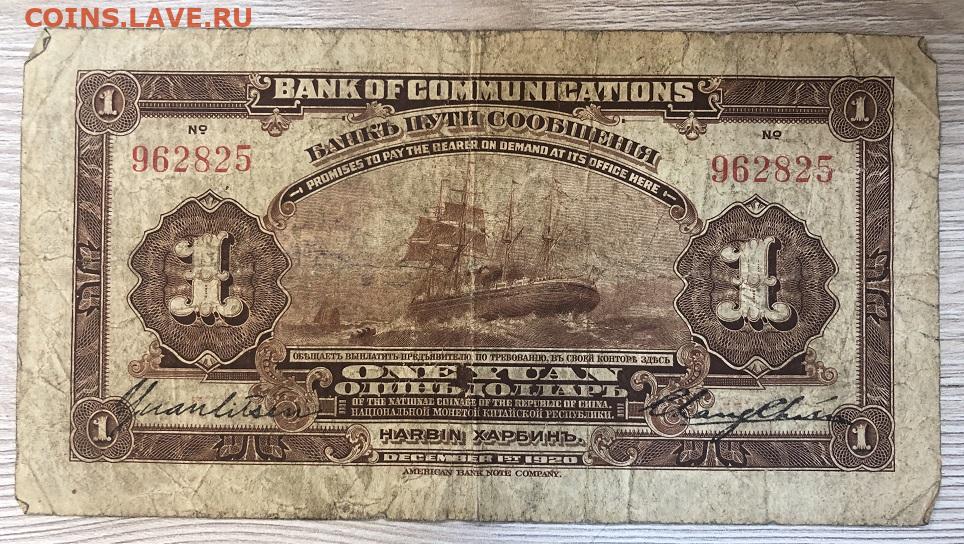 COINS.LAVE.RU
1 BANK OF COMMUNICATIONS 1
No No
БАНКЪ ПУТИ СООБЩЕНІЯ
962825 962825
PROMISES TO PAY THE BEARER ON DEMAND AT ITS OFFICE HERE
1 1
ОБѢЩАЕТЪ ВЫПЛАТИТЬ ПРЕДЪЯВИТЕЛЮ, ПО ТРЕБОВАНІЮ, ВЪ СВОЕЙ КОНТОРѢ ЗДѢСЬ
ONE YUAN
ОДИНЪ ДОЛЛАРЪ
OF THE NATIONAL COINAGE OF THE REPUBLIC OF CHINA.
НАЦІОНАЛЬНОЙ МОНЕТОЙ КИТАЙСКОЙ РЕСПУБЛИКИ.
1 HARBIN ХАРБИНЪ. 1
DECEMBER 1ST 1920
AMERICAN BANK NOTE COMPANY.